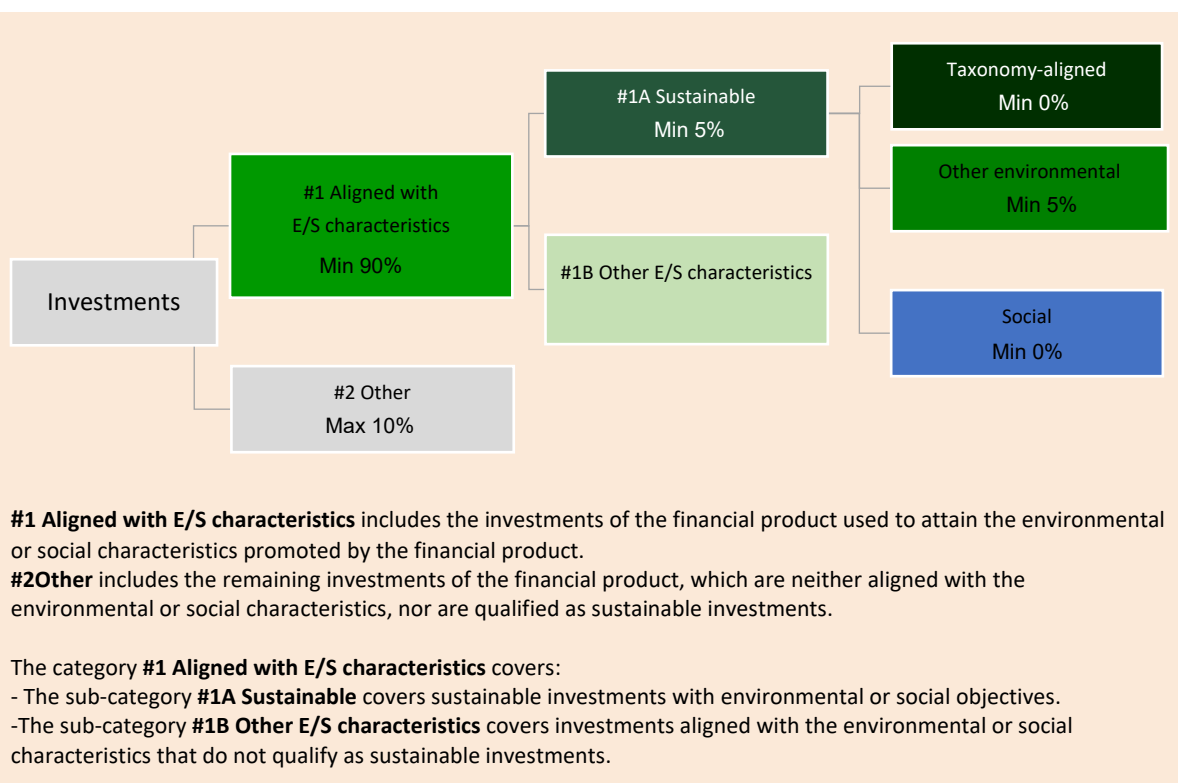 Taxonomy-aligned
Min 0%
#1A Sustainable
Min 5%
Other environmental
Min 5%
#1 Aligned with
E/S characteristics
Min 90%
#1B Other E/S characteristics
Investments
Social
Min 0%
#2 Other
Max 10%
#1 Aligned with E/S characteristics includes the investments of the financial product used to attain the environmental
or social characteristics promoted by the financial product.
#2Other includes the remaining investments of the financial product, which are neither aligned with the
environmental or social characteristics, nor are qualified as sustainable investments.
The category #1 Aligned with E/S characteristics covers:
- The sub-category #1A Sustainable covers sustainable investments with environmental or social objectives.
-The sub-category #1B Other E/S characteristics covers investments aligned with the environmental or social
characteristics that do not qualify as sustainable investments.